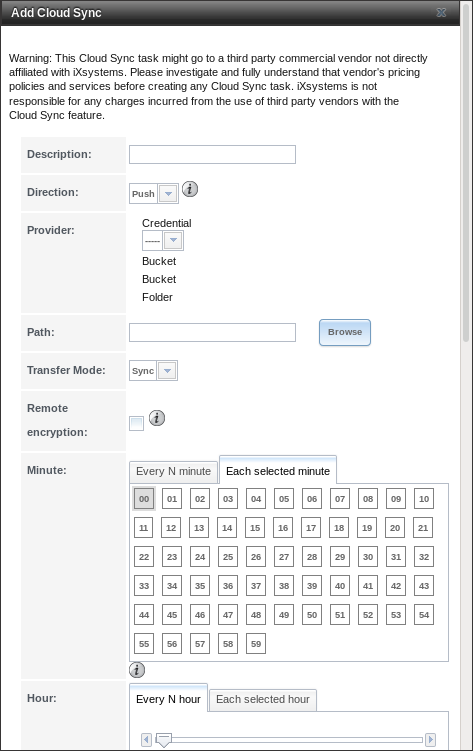 Add Cloud Sync
Warning: This Cloud Sync task might go to a third party commercial vendor not directly
affiliated with iXsystems. Please investigate and fully understand that vendor's pricing
policies and services before creating any Cloud Sync task. iXsystems is not
responsible for any charges incurred from the use of third party vendors with the
Cloud Sync feature.
Description:
Direction:
Push
Provider:
Credential
-----
Bucket
Bucket
Folder
Path:
Browse
Transfer Mode:
Sync
Remote
encryption:
Minute:
Every N minute Each selected minute
00 01 02 03 04 05 06 07 08 09 10
11 12 13 14 15 16 17 18 19 20 21
22 23 24 25 26 27 28 29 30 31 32
33 34 35 36 37 38 39 40 41 42 43
44 45 46 47 48 49 50 51 52 53 54
55 56 57 58 59
Hour:
Every N hour Each selected hour